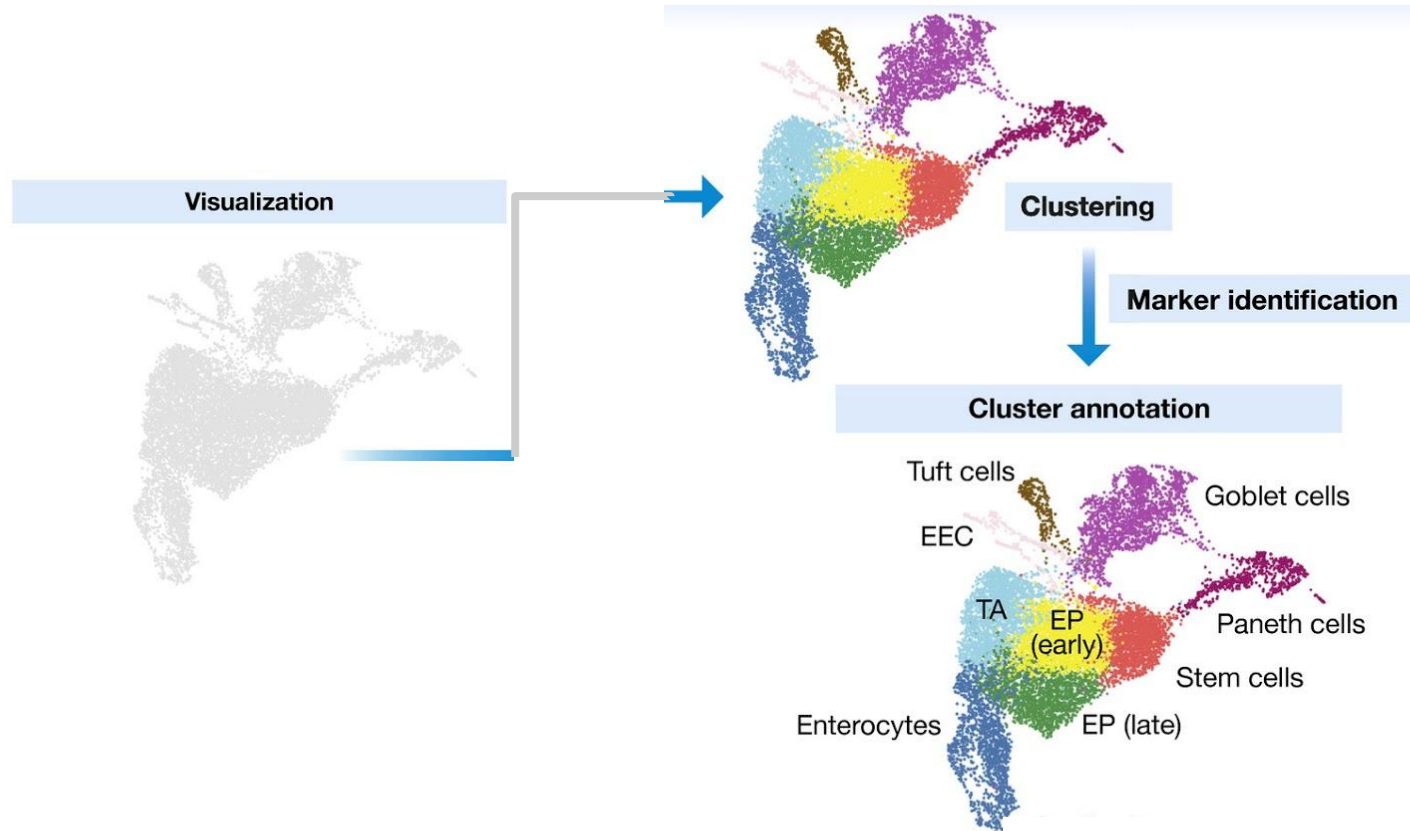 Visualization
Clustering
Marker identification
Cluster annotation
Tuft cells
Goblet cells
EEC
TA
EP
(early)
Paneth cells
Stem cells
Enterocytes
EP (late)